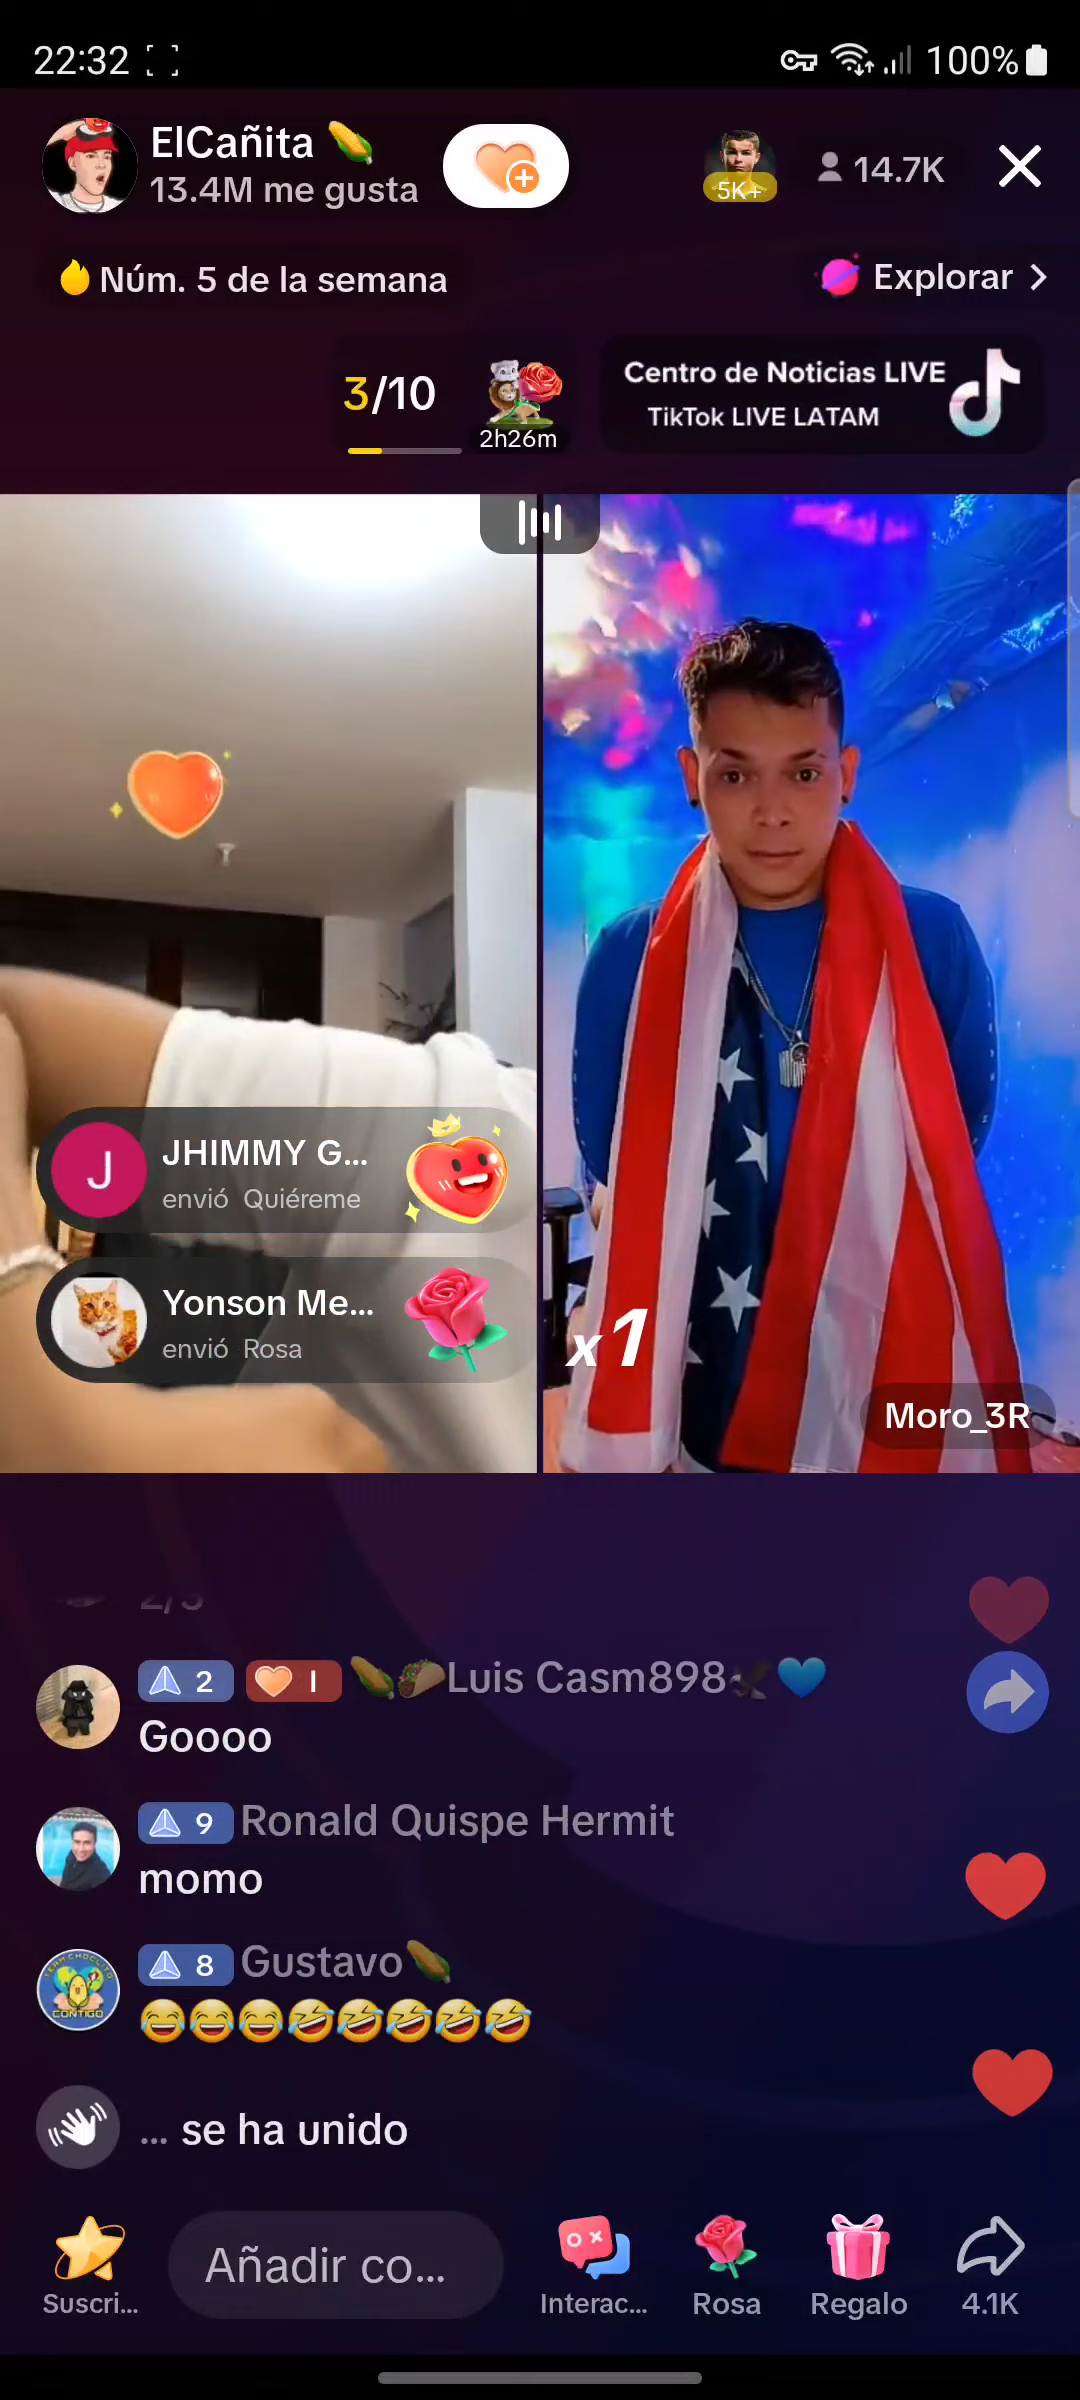 22:32
100%
ElCañita
13.4M me gusta
5K+
14.7K
Núm. 5 de la semana
Explorar
3/10
2h26m
Centro de Noticias LIVE
TikTok LIVE LATAM
J
JHIMMY G...
envió Quiéreme
Yonson Me...
envió Rosa
x1
Moro_3R
2 I Luis Casm898
Goooo
9 Ronald Quispe Hermit
momo
TEAM CHOCLITO
CONTIGO
8 Gustavo
😂😂😂🤣🤣🤣🤣🤣
... se ha unido
Añadir co...
Suscri...
Interac...
Rosa
Regalo
4.1K